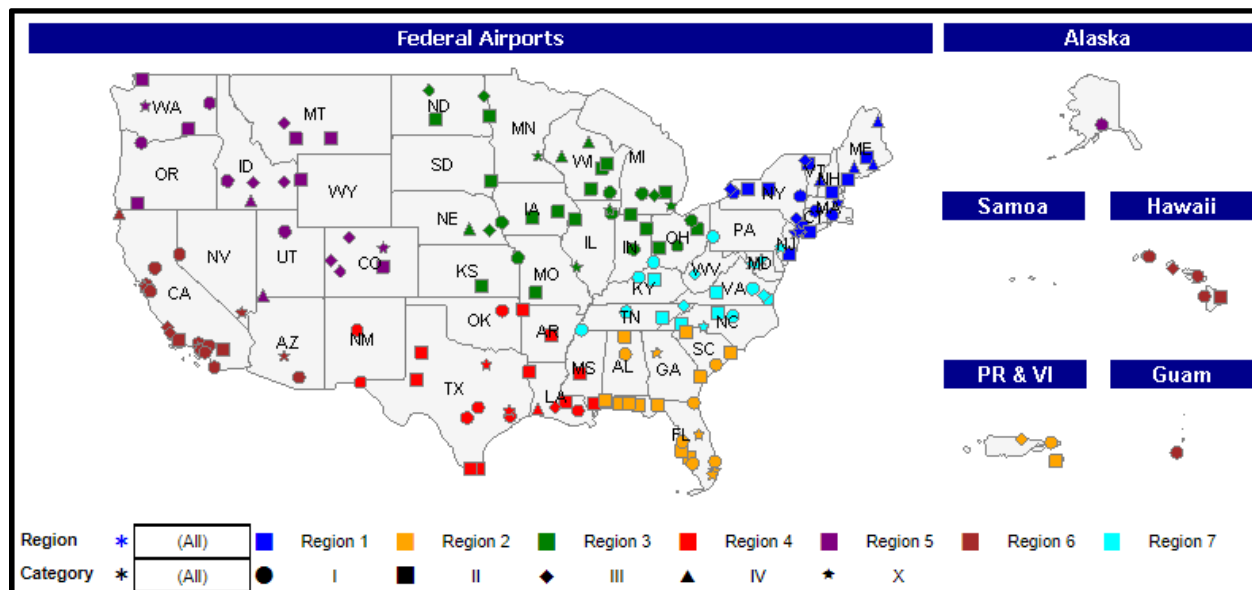 Federal Airports
Alaska
WA
MT
ND
MN
ME
OR
ID
WI
MI
VT
NH
SD
WY
NY
MA
CT
IA
NE
PA
NJ
Samoa
Hawaii
NV
UT
CO
IL
IN
OH
MD
WV
CA
KS
MO
KY
VA
OK
TN
NC
AZ
NM
AR
SC
MS
AL
GA
PR & VI
Guam
TX
LA
FL
Region * (All) Region 1 Region 2 Region 3 Region 4 Region 5 Region 6 Region 7
Category * (All) I II III IV X